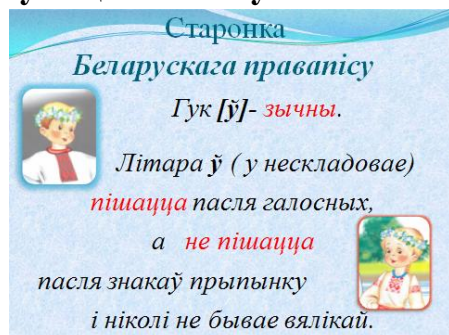 Старонка
Беларускага правапісу
Гук [ў]- зычны.
Літара ў ( у нескладовае)
пішацца пасля галосных,
а не пішацца
пасля знакаў прыпынку
і ніколі не бывае вялікай.